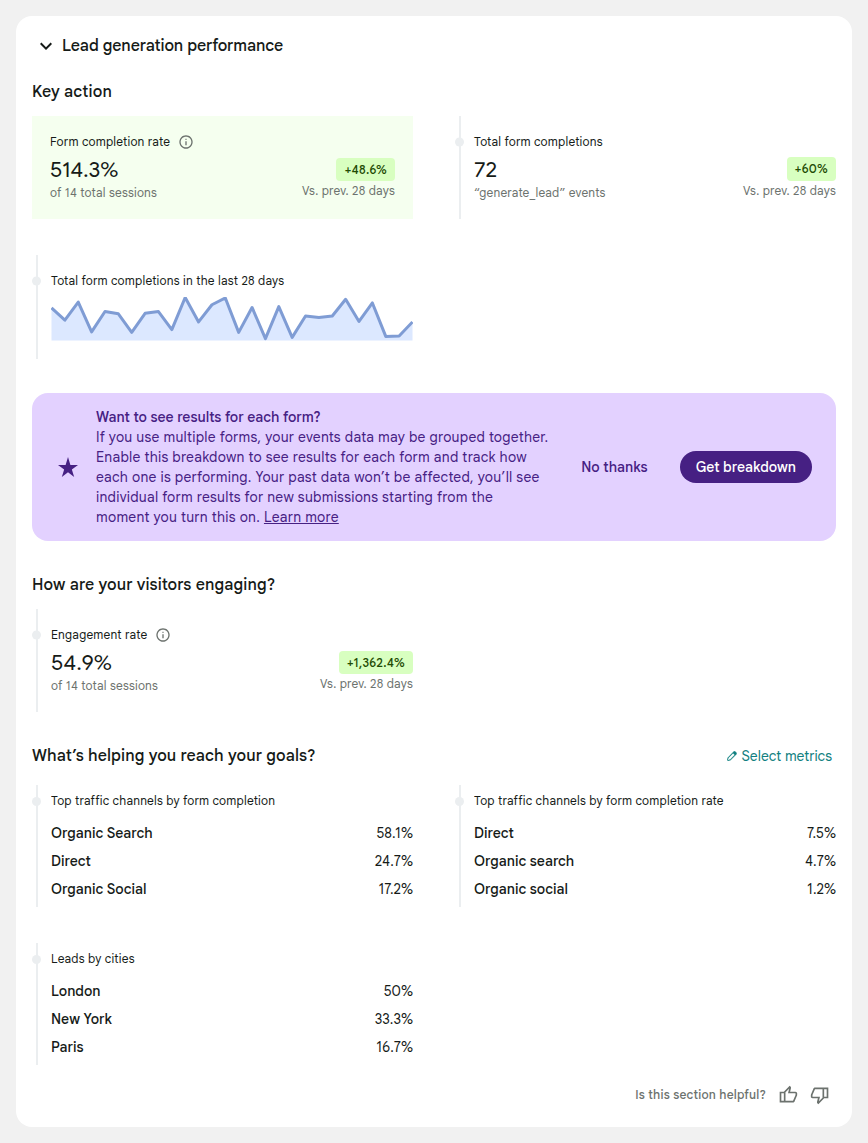 Lead generation performance
Key action
Form completion rate
514.3%
+48.6%
of 14 total sessions
Vs. prev. 28 days
Total form completions
72
+60%
“generate_lead” events
Vs. prev. 28 days
Total form completions in the last 28 days
Want to see results for each form?
If you use multiple forms, your events data may be grouped together.
Enable this breakdown to see results for each form and track how
each one is performing. Your past data won’t be affected, you’ll see
individual form results for new submissions starting from the
moment you turn this on. Learn more
No thanks
Get breakdown
How are your visitors engaging?
Engagement rate
54.9%
+1,362.4%
of 14 total sessions
Vs. prev. 28 days
What’s helping you reach your goals?
Select metrics
Top traffic channels by form completion
Organic Search 58.1%
Direct 24.7%
Organic Social 17.2%
Top traffic channels by form completion rate
Direct 7.5%
Organic search 4.7%
Organic social 1.2%
Leads by cities
London 50%
New York 33.3%
Paris 16.7%
Is this section helpful?